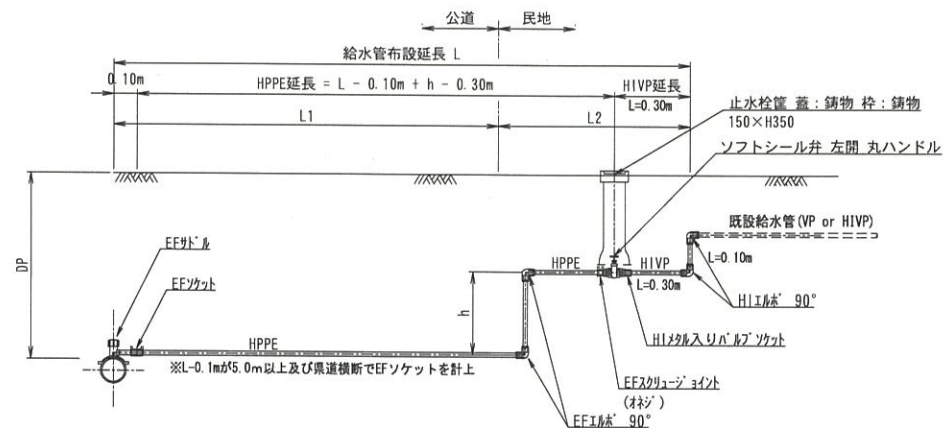 公道
民地
給水管布設延長 L
0.10m
HPPE延長 = L - 0.10m + h - 0.30m
HIVP延長
L=0.30m
L1
L2
止水栓筐 蓋：鋳物 枠：鋳物
150×H350
ソフトシール弁 左開 丸ハンドル
既設給水管(VP or HIVP)
DP
EFｻﾄﾞﾙ
EFｿｹｯﾄ
HPPE
HIVP
L=0.10m
L=0.30m
h
HIｴﾙﾎﾞ 90°
HPPE
HIﾒﾀﾙ入りﾊﾞﾙﾌﾞｿｹｯﾄ
※L-0.1mが5.0m以上及び県道横断でEFソケットを計上
EFｽｸﾘｭｰｼﾞｮｲﾝﾄ
(ｵﾈｼﾞ)
EFｴﾙﾎﾞ 90°